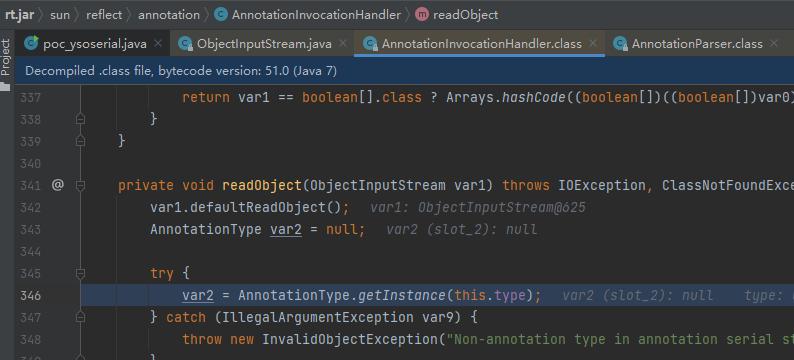 rt.jar sun reflect annotation AnnotationInvocationHandler readObject
Project
poc_ysoserial.java ObjectInputStream.java AnnotationInvocationHandler.class AnnotationParser.class
Decompiled .class file, bytecode version: 51.0 (Java 7)
337 return var1 == boolean[].class ? Arrays.hashCode((boolean[])((boolean[])var0)
338 }
339 }
340
341 @ private void readObject(ObjectInputStream var1) throws IOException, ClassNotFoundExce
342 var1.defaultReadObject(); var1: ObjectInputStream@625
343 AnnotationType var2 = null; var2 (slot_2): null
344
345 try {
346 var2 = AnnotationType.getInstance(this.type); var2 (slot_2): null type:
347 } catch (IllegalArgumentException var9) {
348 throw new InvalidObjectException("Non-annotation type in annotation serial st